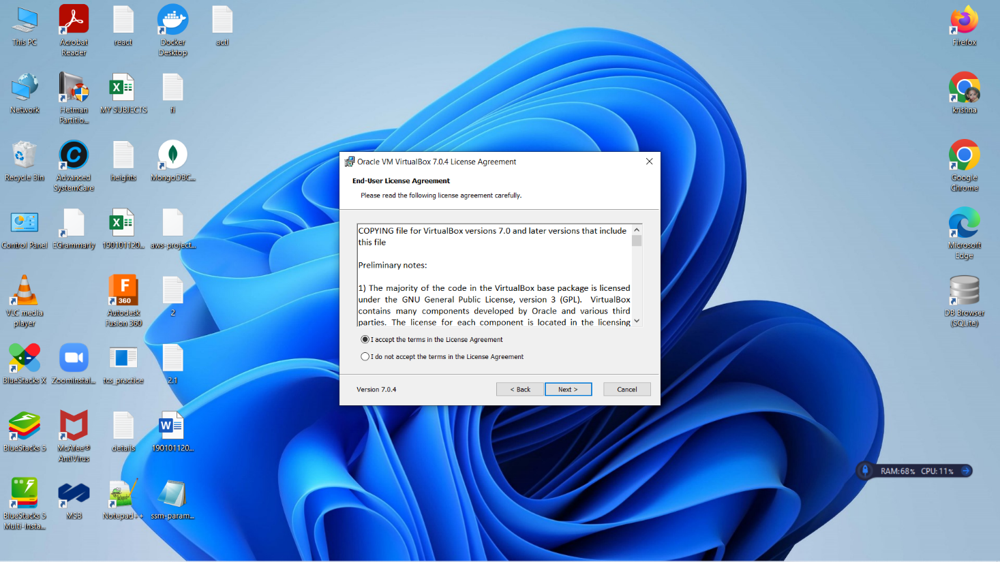 This PC
Acrobat
Reader
react
Docker
Desktop
actl
Firefox
Network
Hetman
Partitio...
MY SUBJECTS
fi
krishna
Recycle Bin
Advanced
SystemCare
heights
MongoDBC...
Google
Chrome
Control Panel
EGrammarly
190101120...
aws-project...
Microsoft
Edge
VLC media
player
F
360
Autodesk
Fusion 360
2
DB Browser
(SQLite)
BlueStacks X
ZoomInstal...
tcs_practice
2.1
BlueStacks 5
McAfee®
AntiVirus
details
190101120...
BlueStacks 5
Multi-Insta...
MSB
Notepad++
ssm-param...
Oracle VM VirtualBox 7.0.4 License Agreement
End-User License Agreement
Please read the following license agreement carefully.
COPYING file for VirtualBox versions 7.0 and later versions that include
this file
Preliminary notes:
1) The majority of the code in the VirtualBox base package is licensed
under the GNU General Public License, version 3 (GPL). VirtualBox
contains many components developed by Oracle and various third
parties. The license for each component is located in the licensing
I accept the terms in the License Agreement
I do not accept the terms in the License Agreement
Version 7.0.4
< Back
Next >
Cancel
RAM:68% CPU:11%